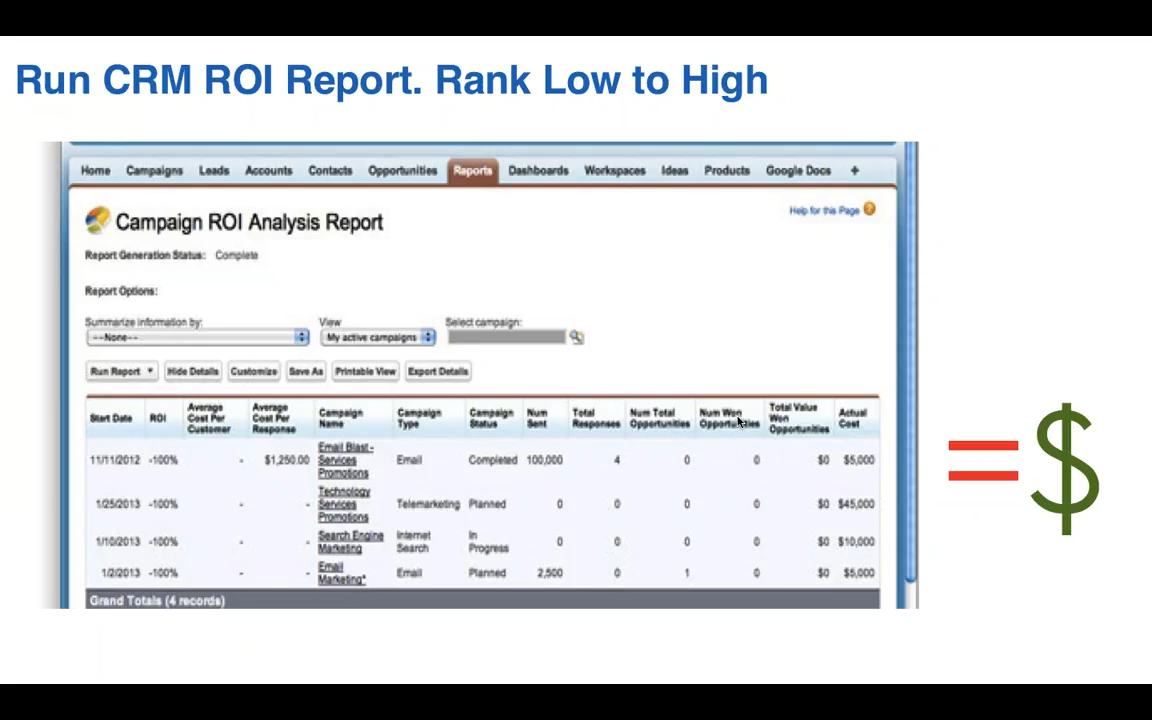 Run CRM ROI Report. Rank Low to High
Home Campaigns Leads Accounts Contacts Opportunities Reports Dashboards Workspaces Ideas Products Google Docs +
Campaign ROI Analysis Report
Help for this Page ?
Report Generation Status: Complete
Report Options:
Summarize information by: View Select campaign:
--None-- My active campaigns
Run Report Hide Details Customize Save As Printable View Export Details
Start Date ROI Average Cost Per Customer Average Cost Per Response Campaign Name Campaign Type Campaign Status Num Sent Total Responses Num Total Opportunities Num Won Opportunities Total Value Won Opportunities Actual Cost
11/11/2012 -100% - $1,250.00 Email Blast - Services Promotions Email Completed 100,000 4 0 0 $0 $5,000
1/25/2013 -100% - - Technology Services Promotions Telemarketing Planned 0 0 0 0 $0 $45,000
1/10/2013 -100% - - Search Engine Marketing Internet Search In Progress 0 0 0 0 $0 $10,000
1/2/2013 -100% - - Email Marketing* Email Planned 2,500 0 1 0 $0 $5,000
Grand Totals (4 records)
=$